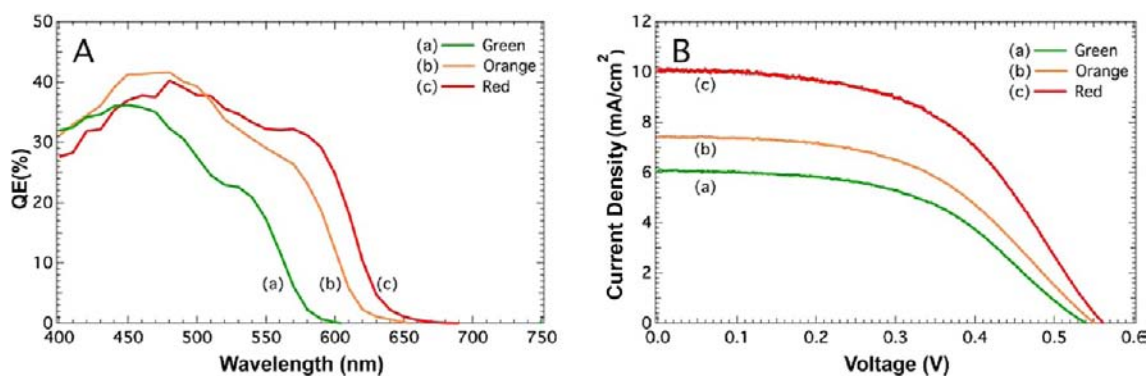 A
(a) Green
(b) Orange
(c) Red
QE(%)
50
40
30
20
10
0
(a)
(b)
(c)
400 450 500 550 600 650 700 750
Wavelength (nm)
B
(a) Green
(b) Orange
(c) Red
Current Density (mA/cm²)
12
10
8
6
4
2
0
(c)
(b)
(a)
0.0 0.1 0.2 0.3 0.4 0.5 0.6
Voltage (V)